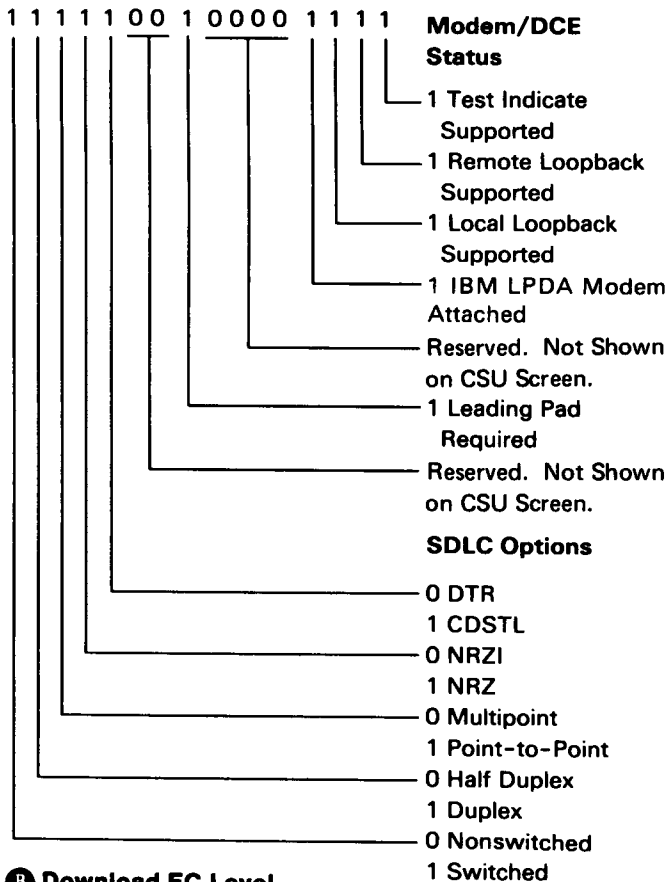 1 1 1 1 1 0 0 1 0 0 0 0 1 1 1 1
Modem/DCE
Status
1 Test Indicate
Supported
1 Remote Loopback
Supported
1 Local Loopback
Supported
1 IBM LPDA Modem
Attached
Reserved. Not Shown
on CSU Screen.
1 Leading Pad
Required
Reserved. Not Shown
on CSU Screen.
SDLC Options
0 DTR
1 CDSTL
0 NRZI
1 NRZ
0 Multipoint
1 Point-to-Point
0 Half Duplex
1 Duplex
0 Nonswitched
1 Switched
B Download EC Level